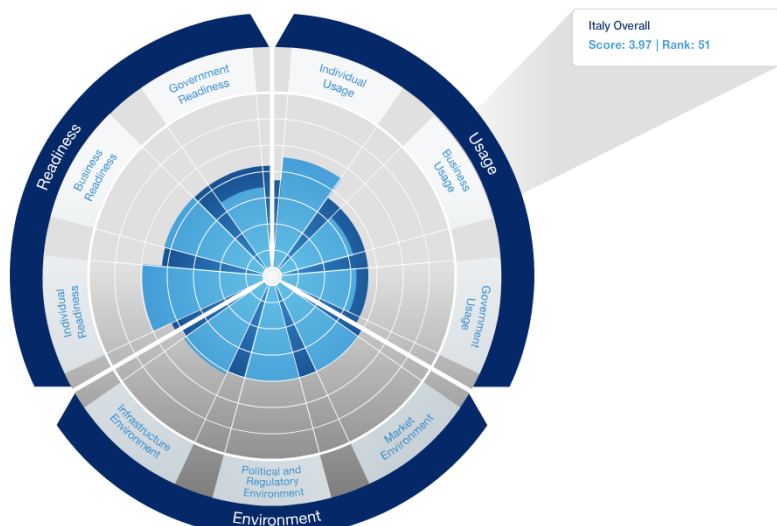 Italy Overall
Score: 3.97 | Rank: 51
Readiness
Government
Readiness
Business
Readiness
Individual
Readiness
Usage
Individual
Usage
Business
Usage
Government
Usage
Environment
Infrastructure
Environment
Political and
Regulatory
Environment
Market
Environment